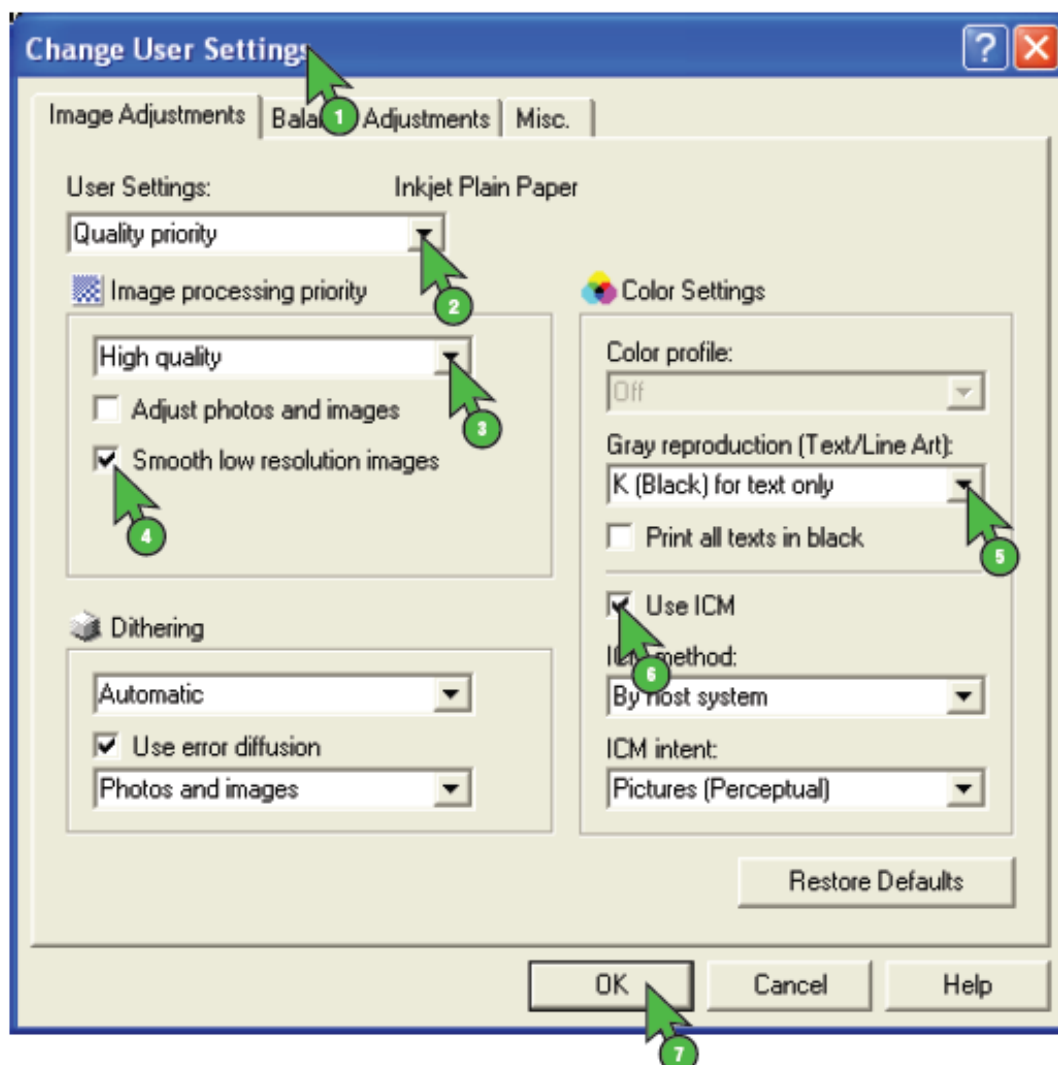 Change User Settings
?
Image Adjustments Adjustments Misc.
1
User Settings: Inkjet Plain Paper
Quality priority
2
Image processing priority
High quality
3
Adjust photos and images
Smooth low resolution images
4
Color Settings
Color profile:
Off
Gray reproduction (Text/Line Art):
K (Black) for text only
5
Print all texts in black
Use ICM
6
method:
By host system
ICM intent:
Pictures (Perceptual)
Dithering
Automatic
Use error diffusion
Photos and images
Restore Defaults
OK Cancel Help
7